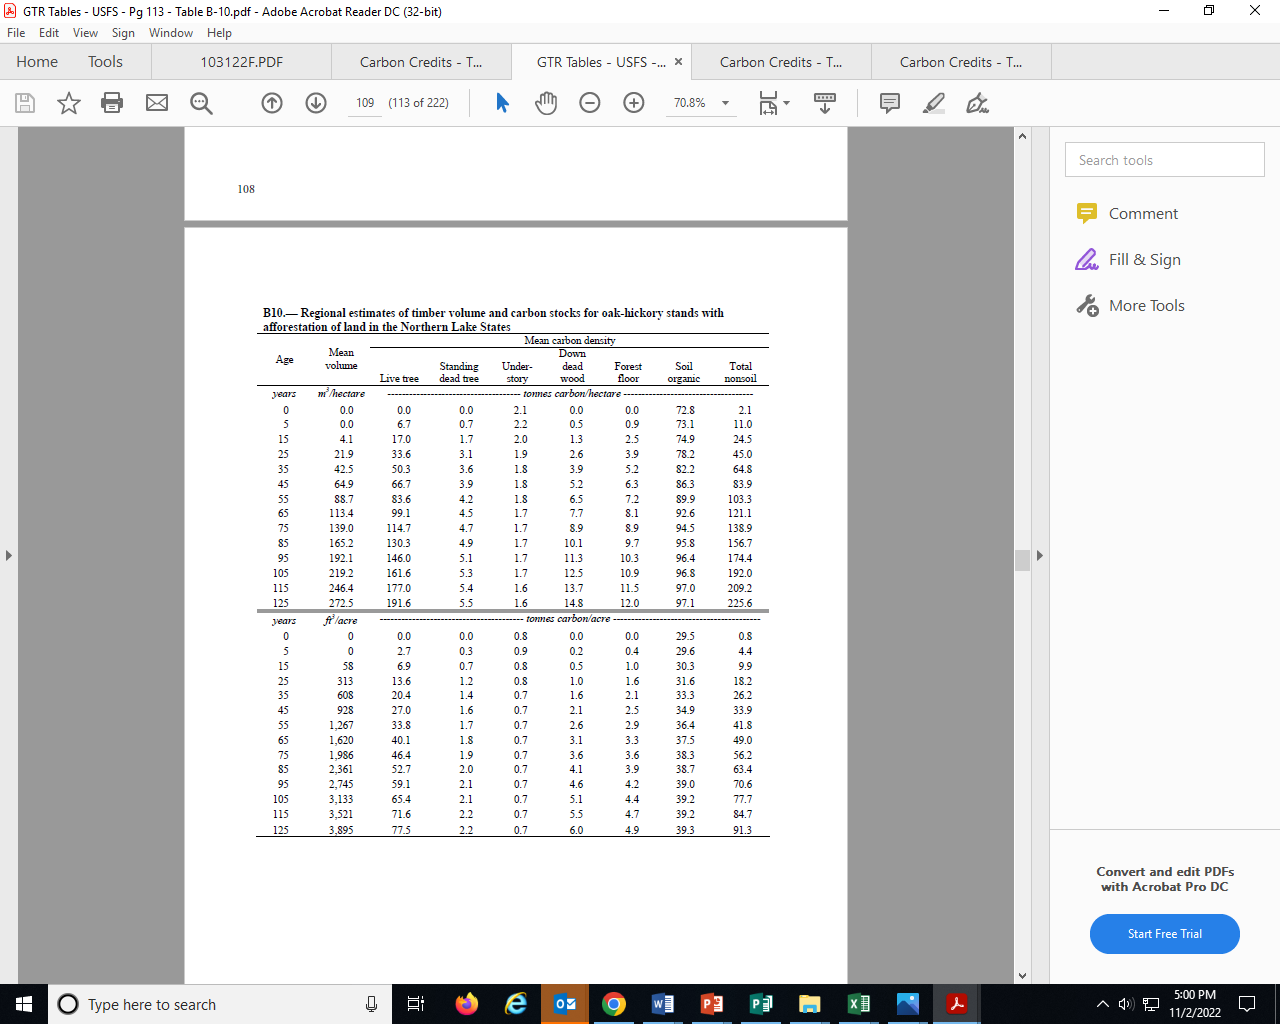 GTR Tables - USFS - Pg 113 - Table B-10.pdf - Adobe Acrobat Reader DC (32-bit)
File Edit View Sign Window Help
Home Tools 103122F.PDF Carbon Credits - T... GTR Tables - USFS -... × Carbon Credits - T... Carbon Credits - T...
109 (113 of 222) 70.8%
108
Search tools
Comment
Fill & Sign
More Tools
B10.— Regional estimates of timber volume and carbon stocks for oak-hickory stands with
afforestation of land in the Northern Lake States
Mean carbon density
Age Mean volume Live tree Standing dead tree Under-story Down dead wood Forest floor Soil organic Total nonsoil
years m³/hectare tonnes carbon/hectare
0 0.0 0.0 0.0 2.1 0.0 0.0 72.8 2.1
5 0.0 6.7 0.7 2.2 0.5 0.9 73.1 11.0
15 4.1 17.0 1.7 2.0 1.3 2.5 74.9 24.5
25 21.9 33.6 3.1 1.9 2.6 3.9 78.2 45.0
35 42.5 50.3 3.6 1.8 3.9 5.2 82.2 64.8
45 64.9 66.7 3.9 1.8 5.2 6.3 86.3 83.9
55 88.7 83.6 4.2 1.8 6.5 7.2 89.9 103.3
65 113.4 99.1 4.5 1.7 7.7 8.1 92.6 121.1
75 139.0 114.7 4.7 1.7 8.9 8.9 94.5 138.9
85 165.2 130.3 4.9 1.7 10.1 9.7 95.8 156.7
95 192.1 146.0 5.1 1.7 11.3 10.3 96.4 174.4
105 219.2 161.6 5.3 1.7 12.5 10.9 96.8 192.0
115 246.4 177.0 5.4 1.6 13.7 11.5 97.0 209.2
125 272.5 191.6 5.5 1.6 14.8 12.0 97.1 225.6
years ft³/acre tonnes carbon/acre
0 0 0.0 0.0 0.8 0.0 0.0 29.5 0.8
5 0 2.7 0.3 0.9 0.2 0.4 29.6 4.4
15 58 6.9 0.7 0.8 0.5 1.0 30.3 9.9
25 313 13.6 1.2 0.8 1.0 1.6 31.6 18.2
35 608 20.4 1.4 0.7 1.6 2.1 33.3 26.2
45 928 27.0 1.6 0.7 2.1 2.5 34.9 33.9
55 1,267 33.8 1.7 0.7 2.6 2.9 36.4 41.8
65 1,620 40.1 1.8 0.7 3.1 3.3 37.5 49.0
75 1,986 46.4 1.9 0.7 3.6 3.6 38.3 56.2
85 2,361 52.7 2.0 0.7 4.1 3.9 38.7 63.4
95 2,745 59.1 2.1 0.7 4.6 4.2 39.0 70.6
105 3,133 65.4 2.1 0.7 5.1 4.4 39.2 77.7
115 3,521 71.6 2.2 0.7 5.5 4.7 39.2 84.7
125 3,895 77.5 2.2 0.7 6.0 4.9 39.3 91.3
Convert and edit PDFs
with Acrobat Pro DC
Start Free Trial
Type here to search
5:00 PM
11/2/2022